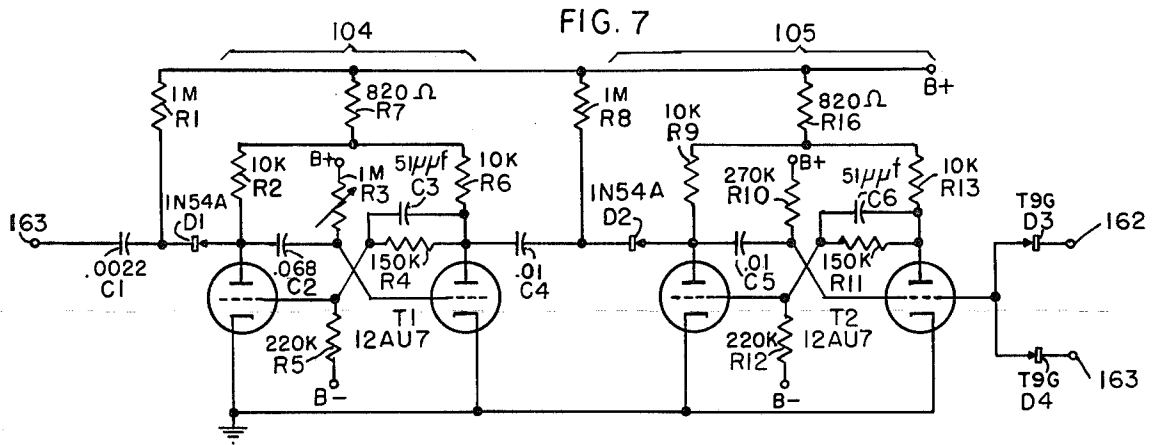 FIG. 7
104
105
B+
1M
R1
820 Ω
R7
1M
R8
820 Ω
R16
10K
R2
B+
1M
R3
51µµf
C3
10K
R6
10K
R9
B+
270K
R10
51µµf
C6
10K
R13
163
.0022
C1
1N54A
D1
.068
C2
150K
R4
.01
C4
1N54A
D2
.01
C5
150K
R11
T9G
D3
162
220K
R5
B-
T1
12AU7
220K
R12
B-
T2
12AU7
T9G
D4
163